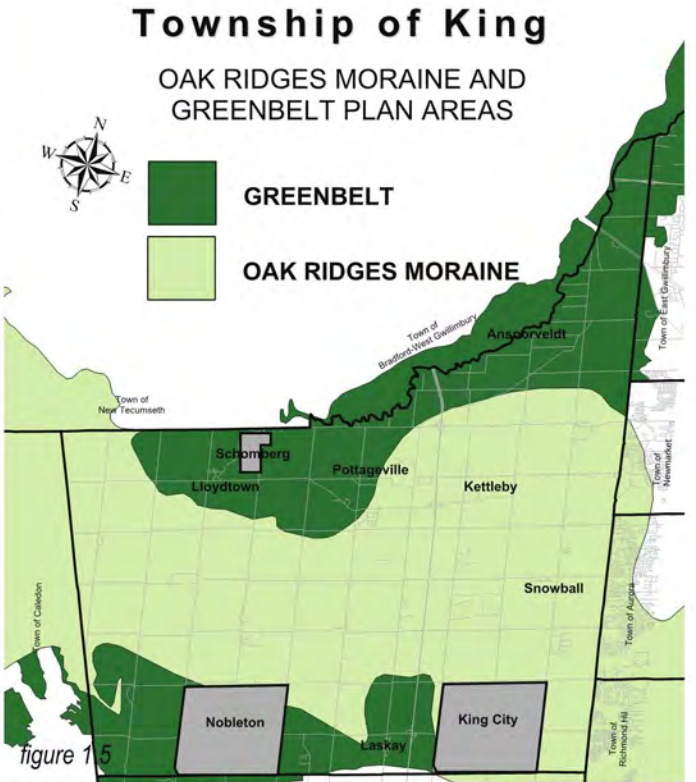 Township of King
OAK RIDGES MORAINE AND
GREENBELT PLAN AREAS
N
W
E
S
GREENBELT
OAK RIDGES MORAINE
Town of East Gwillimbury
Town of
Bradford-West Gwillimbury
Ansnorveldt
Town of
New Tecumseth
Schomberg
Pottageville
Lloydtown
Kettleby
Town of
Newmarket
Snowball
Town of Caledon
Town of Aurora
Nobleton
King City
Laskay
Town of
Richmond Hil
figure 1.5